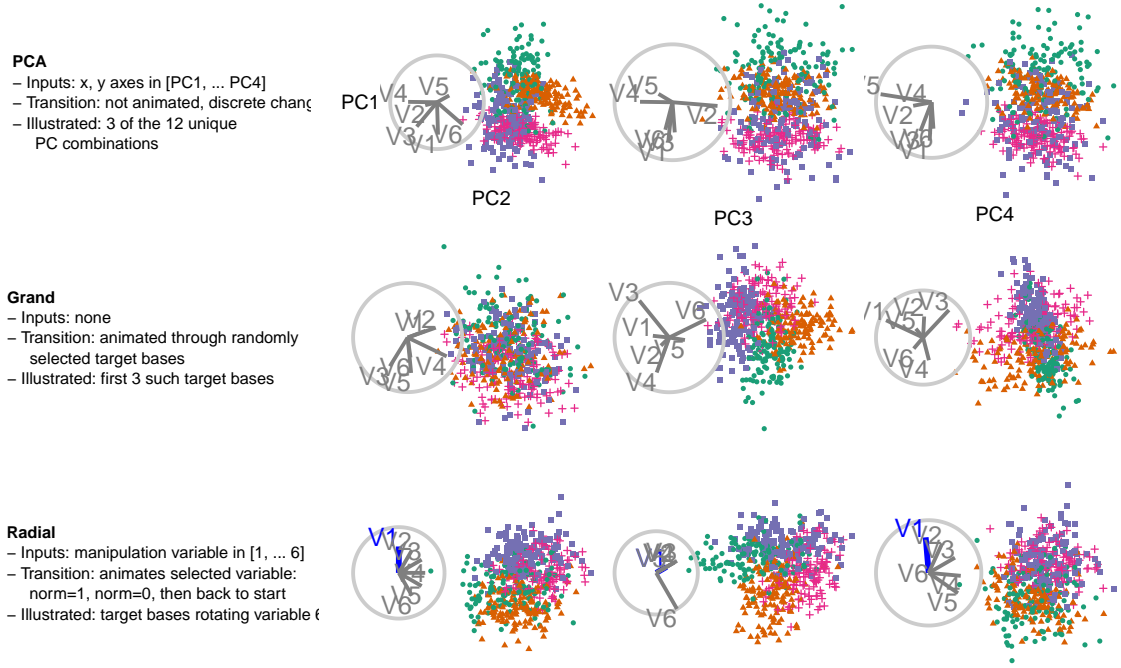 PCA
– Inputs: x, y axes in [PC1, ... PC4]
– Transition: not animated, discrete chang
– Illustrated: 3 of the 12 unique
PC combinations
PC1
V4
V5
V2
V3
V1
V6
PC2
V5
V4
V2
V6
V3
V1
PC3
V5
V4
V2
V3
V6
V1
PC4
Grand
– Inputs: none
– Transition: animated through randomly
selected target bases
– Illustrated: first 3 such target bases
V1
V2
V6
V4
V3
V5
V3
V6
V1
V5
V2
V4
V1
V2
V3
V5
V6
V4
Radial
– Inputs: manipulation variable in [1, ... 6]
– Transition: animates selected variable:
norm=1, norm=0, then back to start
– Illustrated: target bases rotating variable 6
V1
V2
V3
V4
V5
V6
V3
V1
V6
V1
V2
V3
V6
V4
V5